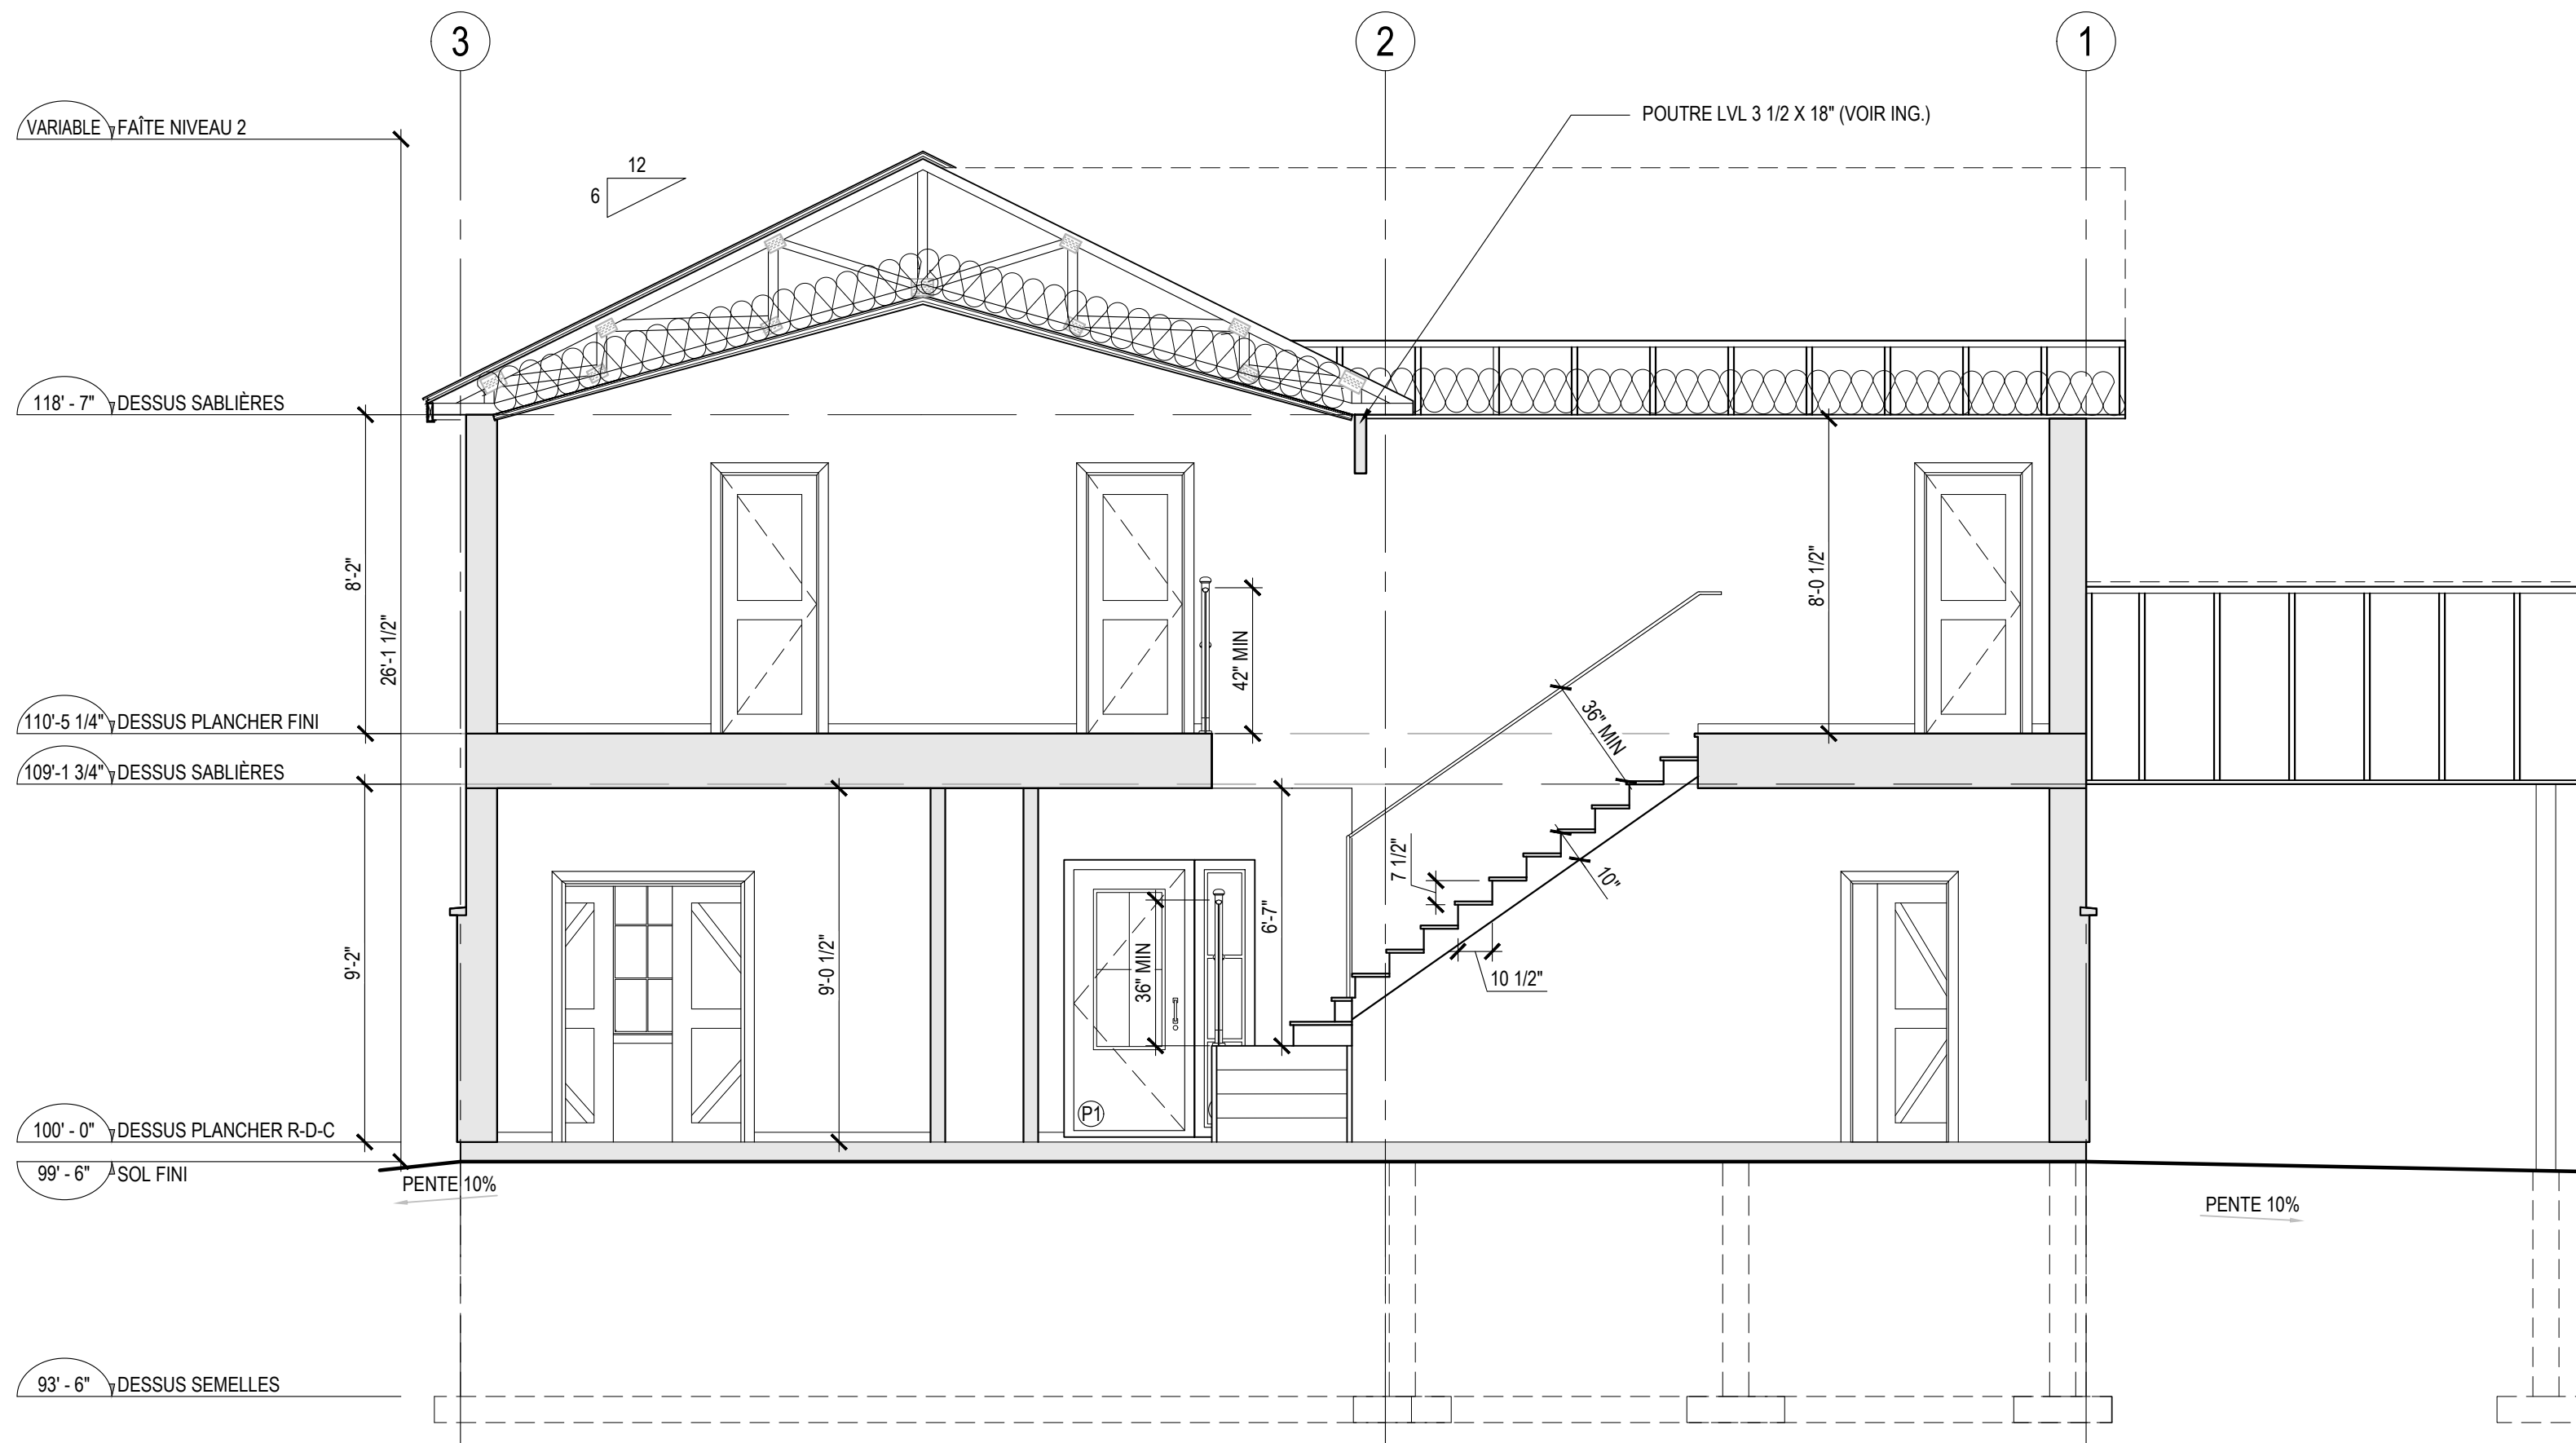 3
2
1
VARIABLE FAÎTE NIVEAU 2
POUTRE LVL 3 1/2 X 18" (VOIR ING.)
12
6
118' - 7" DESSUS SABLIÈRES
8'-2"
26'-1 1/2"
42" MIN
8'-0 1/2"
36" MIN
110'-5 1/4" DESSUS PLANCHER FINI
109'-1 3/4" DESSUS SABLIÈRES
7 1/2"
10"
6'-7"
9'-2"
9'-0 1/2"
36" MIN
10 1/2"
P1
100' - 0" DESSUS PLANCHER R-D-C
99' - 6" SOL FINI
PENTE 10%
PENTE 10%
93' - 6" DESSUS SEMELLES